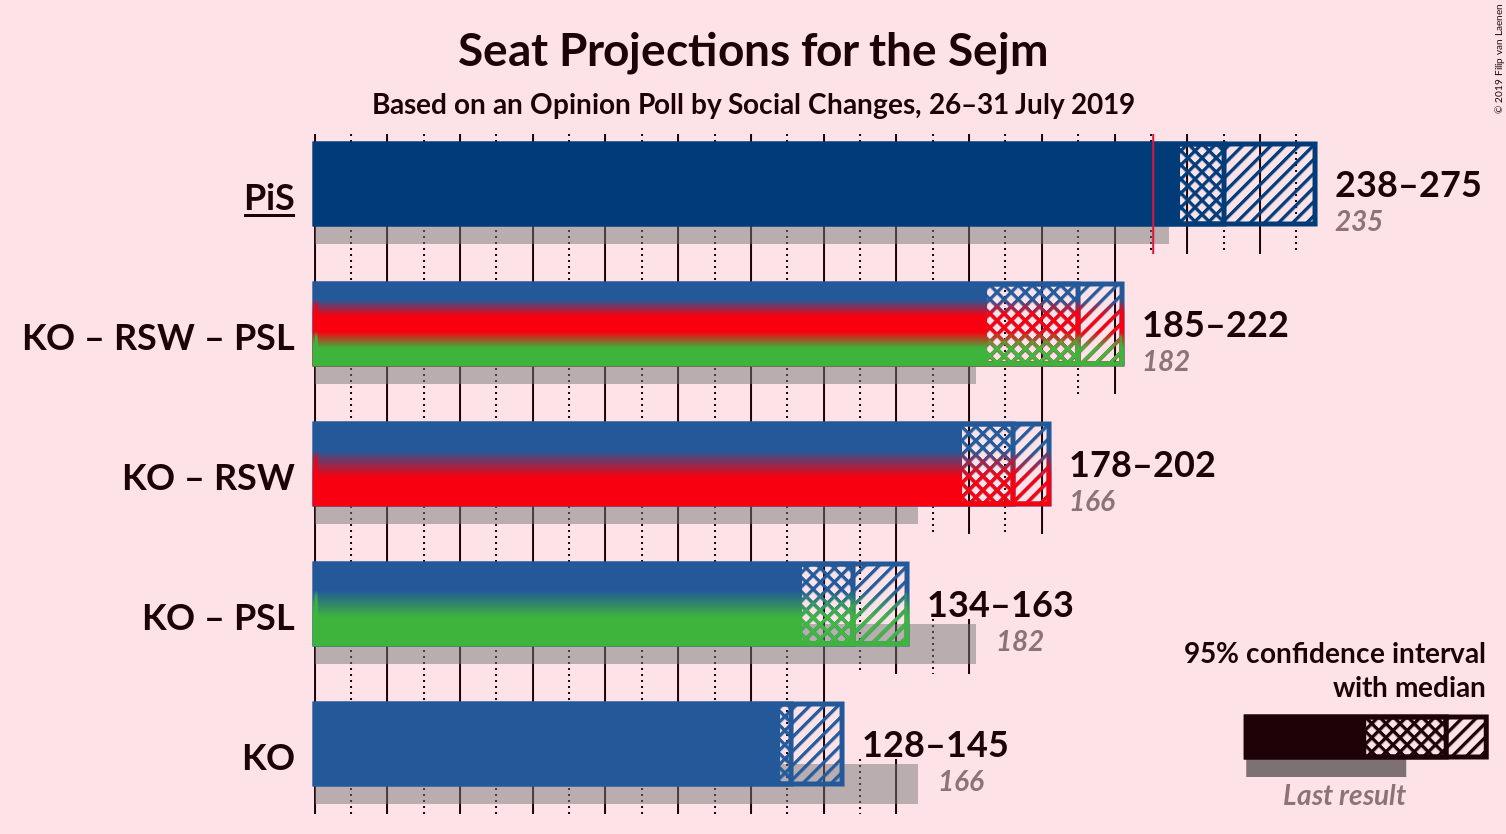 Seat Projections for the Sejm
Based on an Opinion Poll by Social Changes, 26–31 July 2019
© 2019 Filip van Laenen
PiS
238–275
235
KO – RSW – PSL
185–222
182
KO – RSW
178–202
166
KO – PSL
134–163
182
KO
128–145
166
95% confidence interval
with median
Last result